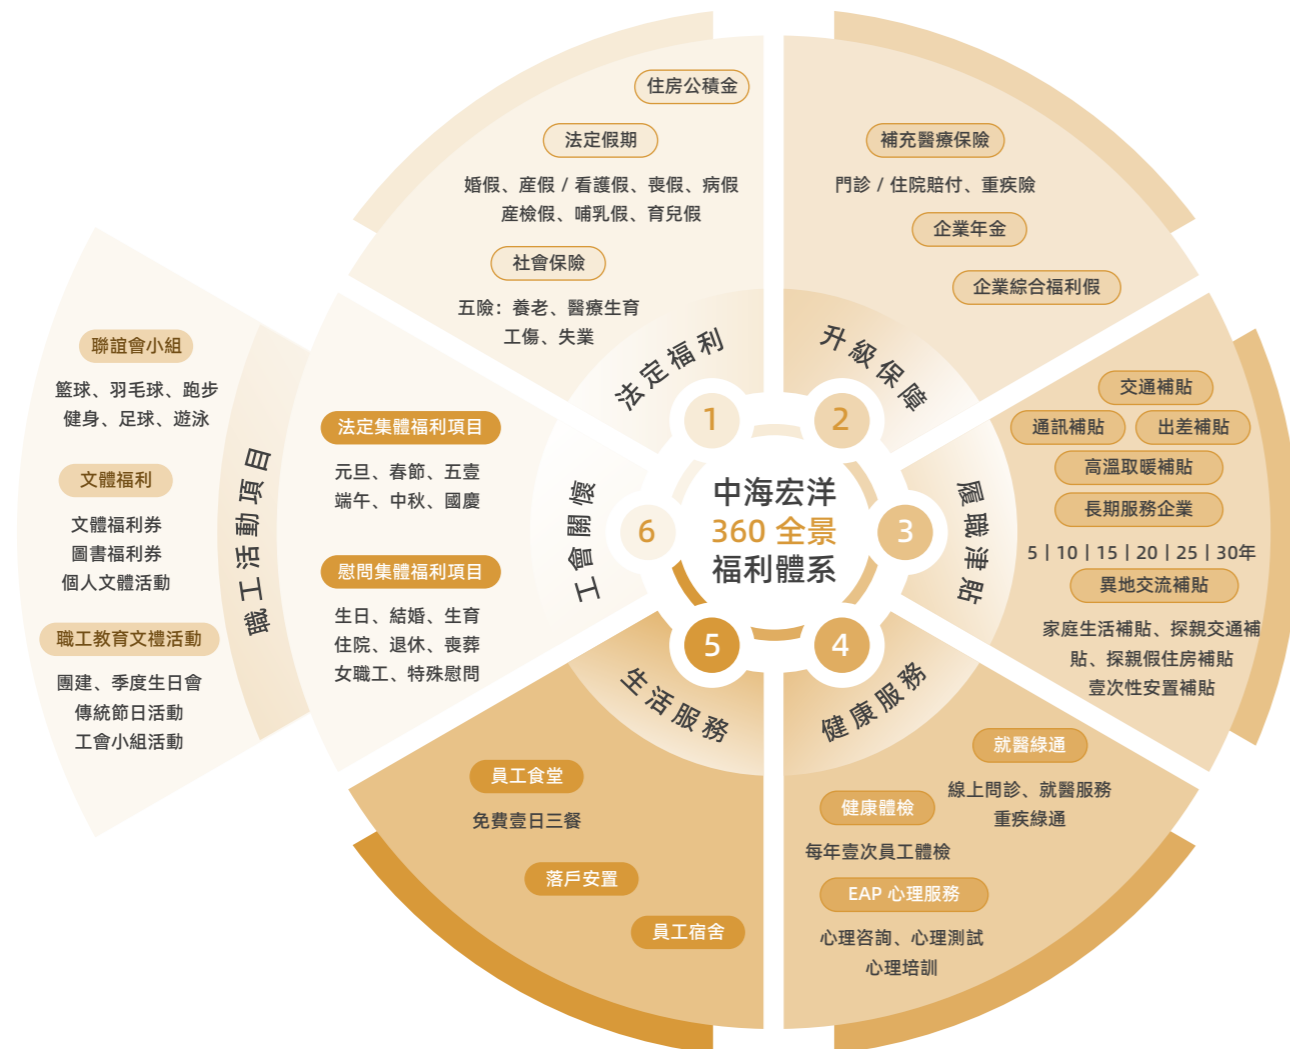 中海宏洋
360 全景
福利體系
1
法定福利
住房公積金
法定假期
婚假、産假 / 看護假、喪假、病假
産檢假、哺乳假、育兒假
社會保險
五險：養老、醫療生育
工傷、失業
2
升級保障
補充醫療保險
門診 / 住院賠付、重疾險
企業年金
企業綜合福利假
3
履職津貼
交通補貼
通訊補貼
出差補貼
高溫取暖補貼
長期服務企業
5 | 10 | 15 | 20 | 25 | 30年
異地交流補貼
家庭生活補貼、探親交通補
貼、探親假住房補貼
壹次性安置補貼
4
健康服務
就醫綠通
線上問診、就醫服務
重疾綠通
健康體檢
每年壹次員工體檢
EAP 心理服務
心理咨詢、心理測試
心理培訓
5
生活服務
員工食堂
免費壹日三餐
落戶安置
員工宿舍
6
工會關懷
法定集體福利項目
元旦、春節、五壹
端午、中秋、國慶
慰問集體福利項目
生日、結婚、生育
住院、退休、喪葬
女職工、特殊慰問
職工活動項目
聯誼會小組
籃球、羽毛球、跑步
健身、足球、遊泳
文體福利
文體福利券
圖書福利券
個人文體活動
職工教育文禮活動
團建、季度生日會
傳統節日活動
工會小組活動